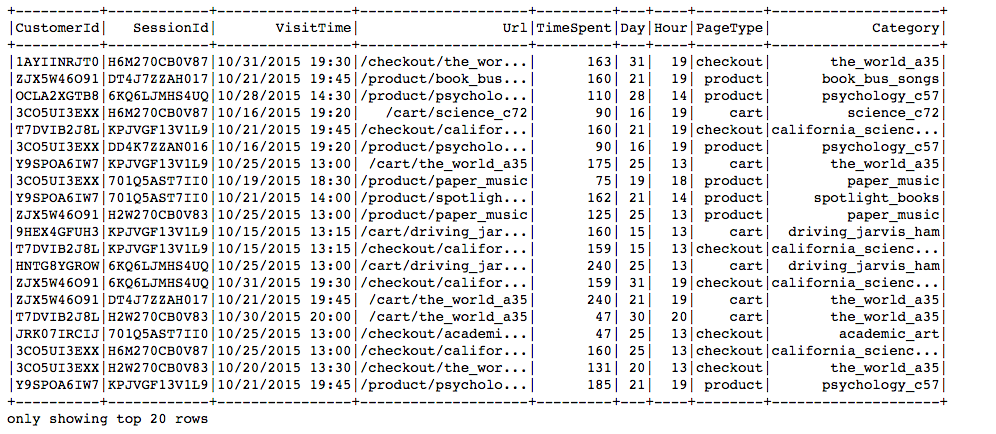 +----------+------------+----------------+--------------------+---------+---+----+--------+--------------------+
|CustomerId|   SessionId|       VisitTime|                 Url|TimeSpent|Day|Hour|PageType|            Category|
+----------+------------+----------------+--------------------+---------+---+----+--------+--------------------+
|1AYIINRJT0|H6M270CB0V87|10/31/2015 19:30|/checkout/the_wor...|      163| 31|  19|checkout|       the_world_a35|
|ZJX5W46O91|DT4J7ZZAH017|10/21/2015 19:45|/product/book_bus...|      160| 21|  19| product|      book_bus_songs|
|OCLA2XGTB8|6KQ6LJMHS4UQ|10/28/2015 14:30|/product/psycholo...|      110| 28|  14| product|      psychology_c57|
|3CO5UI3EXX|H6M270CB0V87|10/16/2015 19:20|   /cart/science_c72|       90| 16|  19|    cart|         science_c72|
|T7DVIB2J8L|KPJVGF13V1L9|10/21/2015 19:45|/checkout/califor...|      160| 21|  19|checkout|california_scienc...|
|3CO5UI3EXX|DD4K7ZZAN016|10/16/2015 19:20|/product/psycholo...|       90| 16|  19| product|      psychology_c57|
|Y9SPOA6IW7|KPJVGF13V1L9|10/25/2015 13:00| /cart/the_world_a35|      175| 25|  13|    cart|       the_world_a35|
|3CO5UI3EXX|701Q5AST7II0|10/19/2015 18:30|/product/paper_music|       75| 19|  18| product|         paper_music|
|Y9SPOA6IW7|701Q5AST7II0|10/21/2015 14:00|/product/spotligh...|      162| 21|  14| product|     spotlight_books|
|ZJX5W46O91|H2W270CB0V83|10/25/2015 13:00|/product/paper_music|      125| 25|  13| product|         paper_music|
|9HEX4GFUH3|KPJVGF13V1L9|10/15/2015 13:15|/cart/driving_jar...|      160| 15|  13|    cart|  driving_jarvis_ham|
|T7DVIB2J8L|KPJVGF13V1L9|10/15/2015 13:15|/checkout/califor...|      159| 15|  13|checkout|california_scienc...|
|HNTG8YGROW|6KQ6LJMHS4UQ|10/25/2015 13:00|/cart/driving_jar...|      240| 25|  13|    cart|  driving_jarvis_ham|
|ZJX5W46O91|6KQ6LJMHS4UQ|10/31/2015 19:30|/checkout/califor...|      159| 31|  19|checkout|california_scienc...|
|ZJX5W46O91|DT4J7ZZAH017|10/21/2015 19:45| /cart/the_world_a35|      240| 21|  19|    cart|       the_world_a35|
|T7DVIB2J8L|H2W270CB0V83|10/30/2015 20:00| /cart/the_world_a35|       47| 30|  20|    cart|       the_world_a35|
|JRK07IRCIJ|701Q5AST7II0|10/25/2015 13:00|/checkout/academi...|       47| 25|  13|checkout|        academic_art|
|3CO5UI3EXX|H6M270CB0V87|10/25/2015 13:00|/checkout/califor...|      160| 25|  13|checkout|california_scienc...|
|3CO5UI3EXX|H2W270CB0V83|10/20/2015 13:30|/checkout/the_wor...|      131| 20|  13|checkout|       the_world_a35|
|Y9SPOA6IW7|KPJVGF13V1L9|10/21/2015 19:45|/product/psycholo...|      185| 21|  19| product|      psychology_c57|
+----------+------------+----------------+--------------------+---------+---+----+--------+--------------------+
only showing top 20 rows